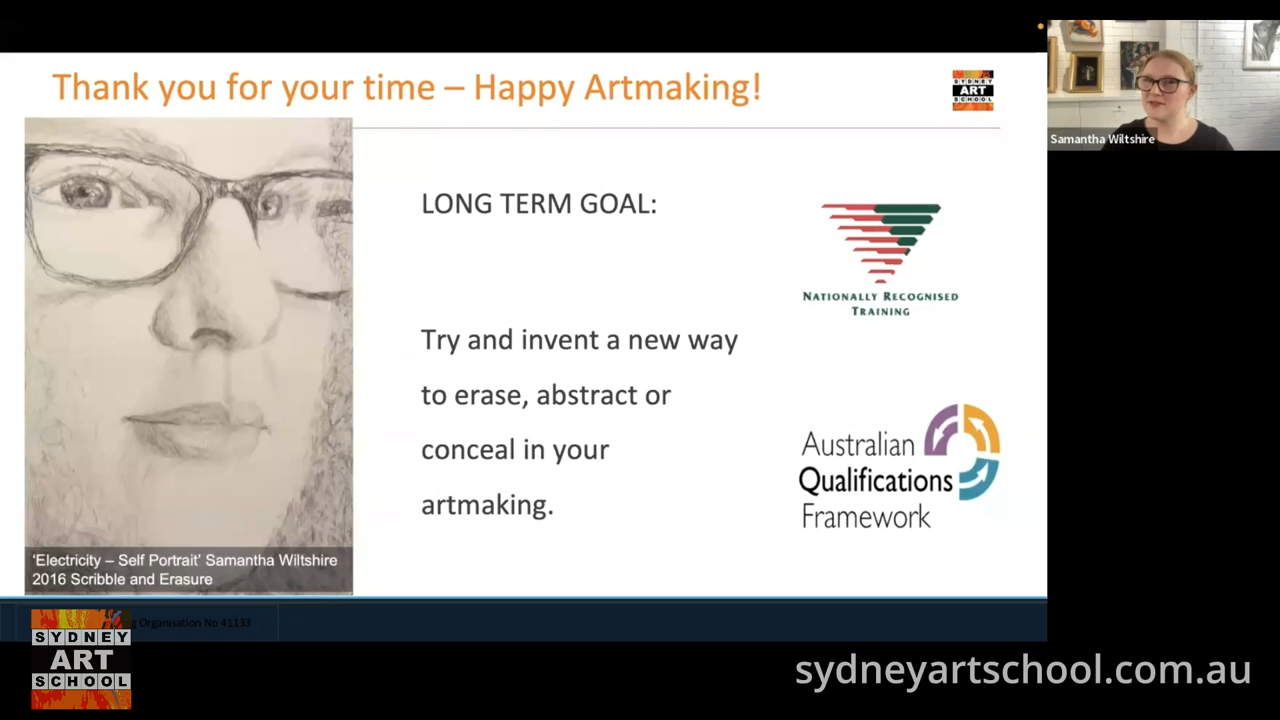 Thank you for your time – Happy Artmaking!
SYDNEY
ART
SCHOOL
Samantha Wiltshire
LONG TERM GOAL:
NATIONALLY RECOGNISED
TRAINING
Try and invent a new way
to erase, abstract or
conceal in your
artmaking.
Australian
Qualifications
Framework
‘Electricity – Self Portrait’ Samantha Wiltshire
2016 Scribble and Erasure
Organisation No 41133
SYDNEY
ART
SCHOOL
sydneyartschool.com.au